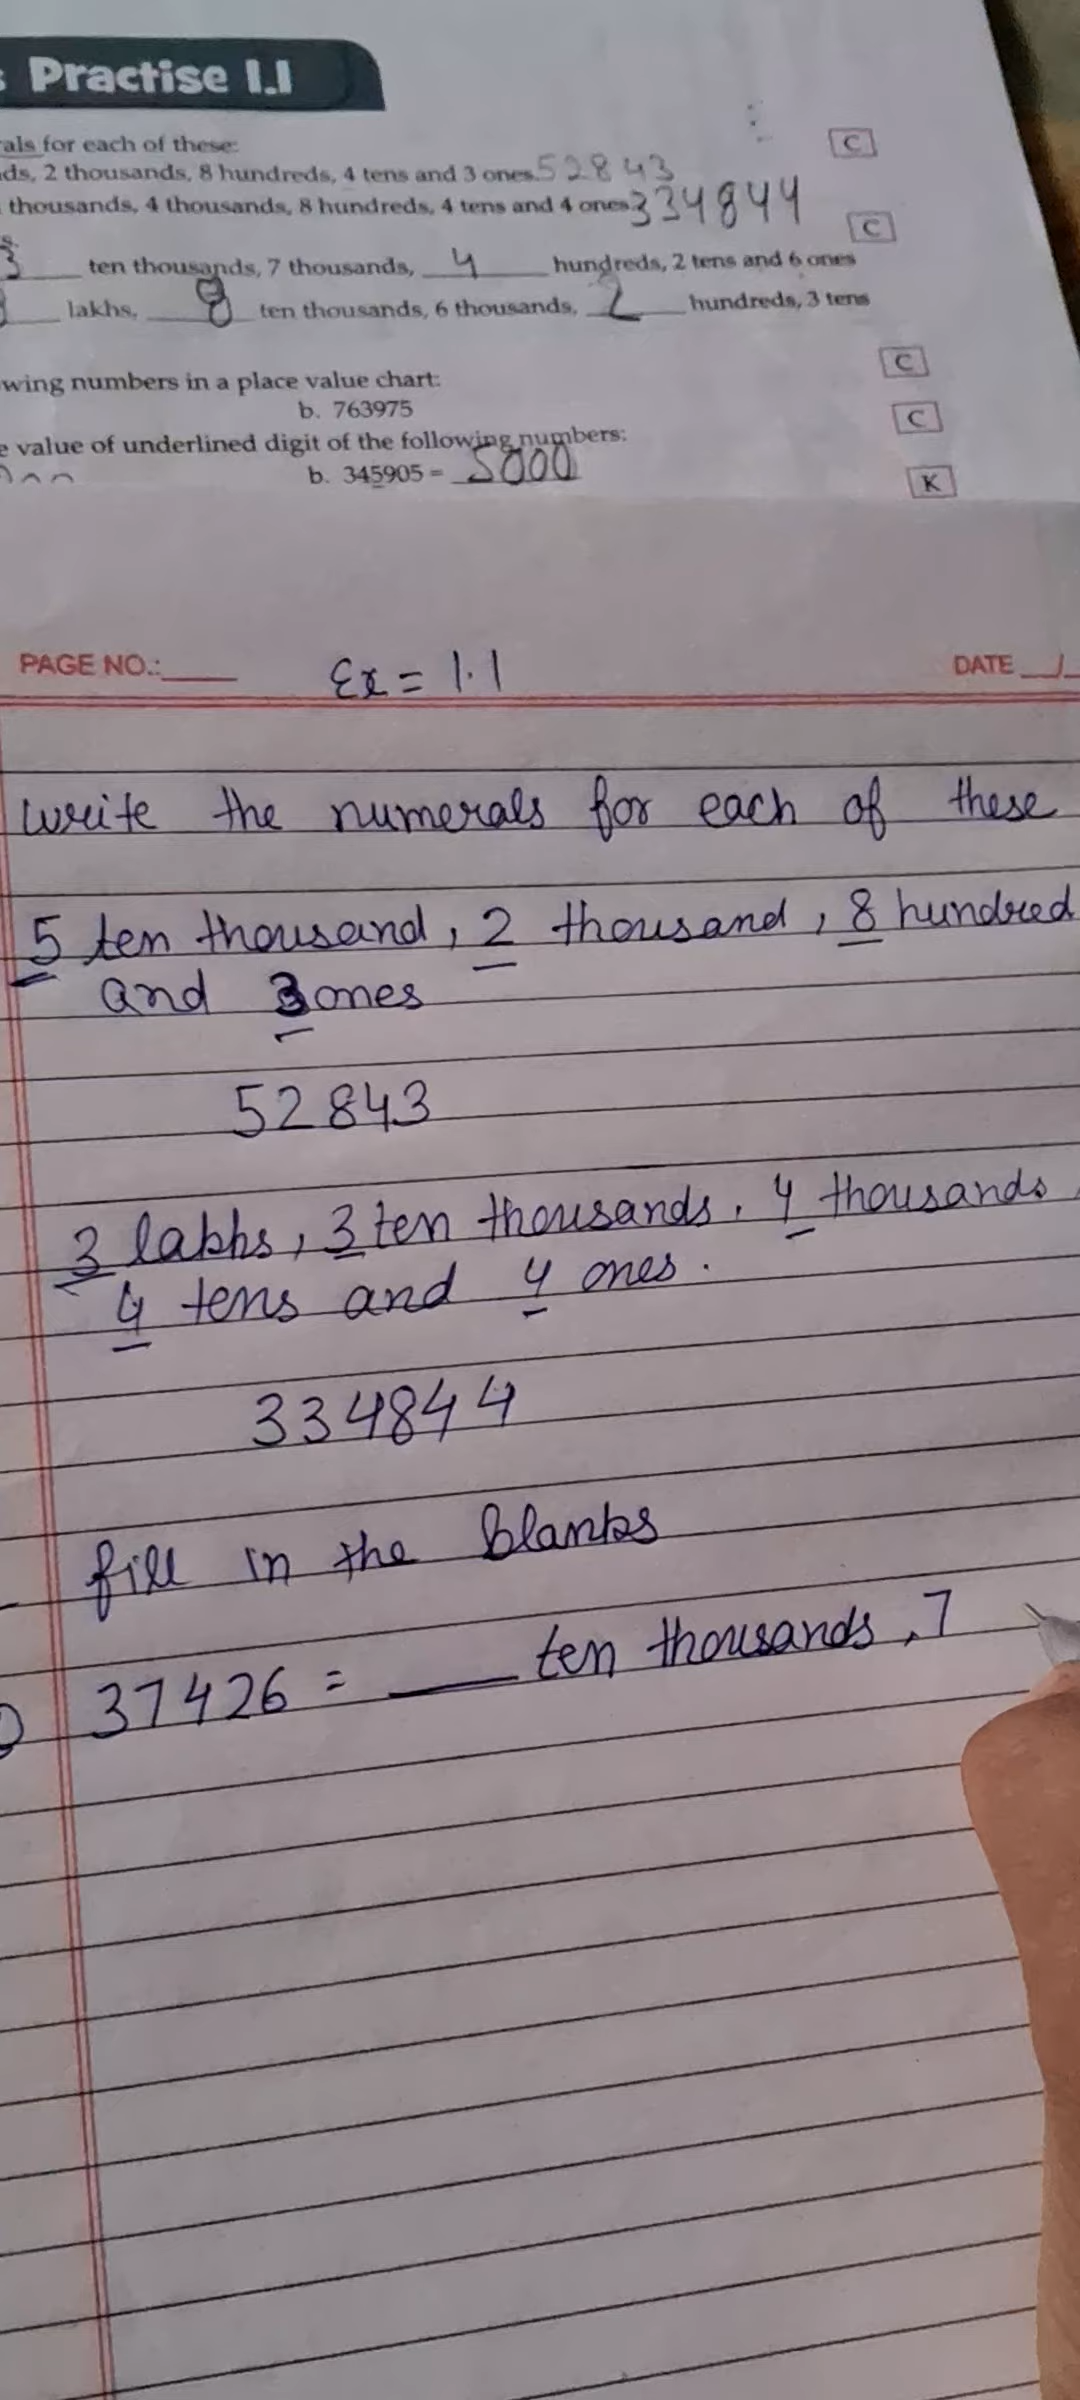 Practise 1.1
als for each of these:
ds, 2 thousands, 8 hundreds, 4 tens and 3 ones. 52843
thousands, 4 thousands, 8 hundreds, 4 tens and 4 ones 334844
C
C
3 ten thousands, 7 thousands, 4 hundreds, 2 tens and 6 ones
lakhs, 8 ten thousands, 6 thousands, 2 hundreds, 3 tens
wing numbers in a place value chart:
C
b. 763975
C
e value of underlined digit of the following numbers:
b. 345905 = 5000
K
PAGE NO.:
Ex = 1.1
DATE
write the numerals for each of these
5 ten thousand, 2 thousand, 8 hundred
and 3 ones
52843
3 lakhs, 3 ten thousands, 4 thousands
4 tens and 4 ones.
334844
fill in the blanks
37426 = ___ ten thousands, 7